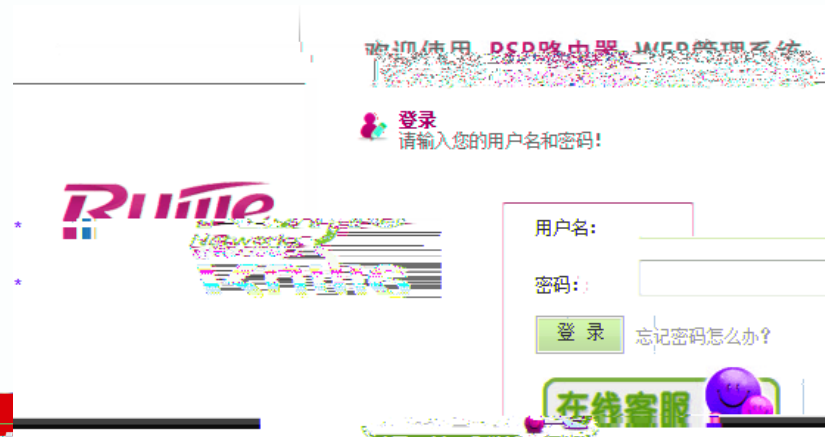 欢迎使用 RSR路由器 WEB管理系统
登录
请输入您的用户名和密码!
*
用户名:
*
密码:
登 录
忘记密码怎么办?
在线客服